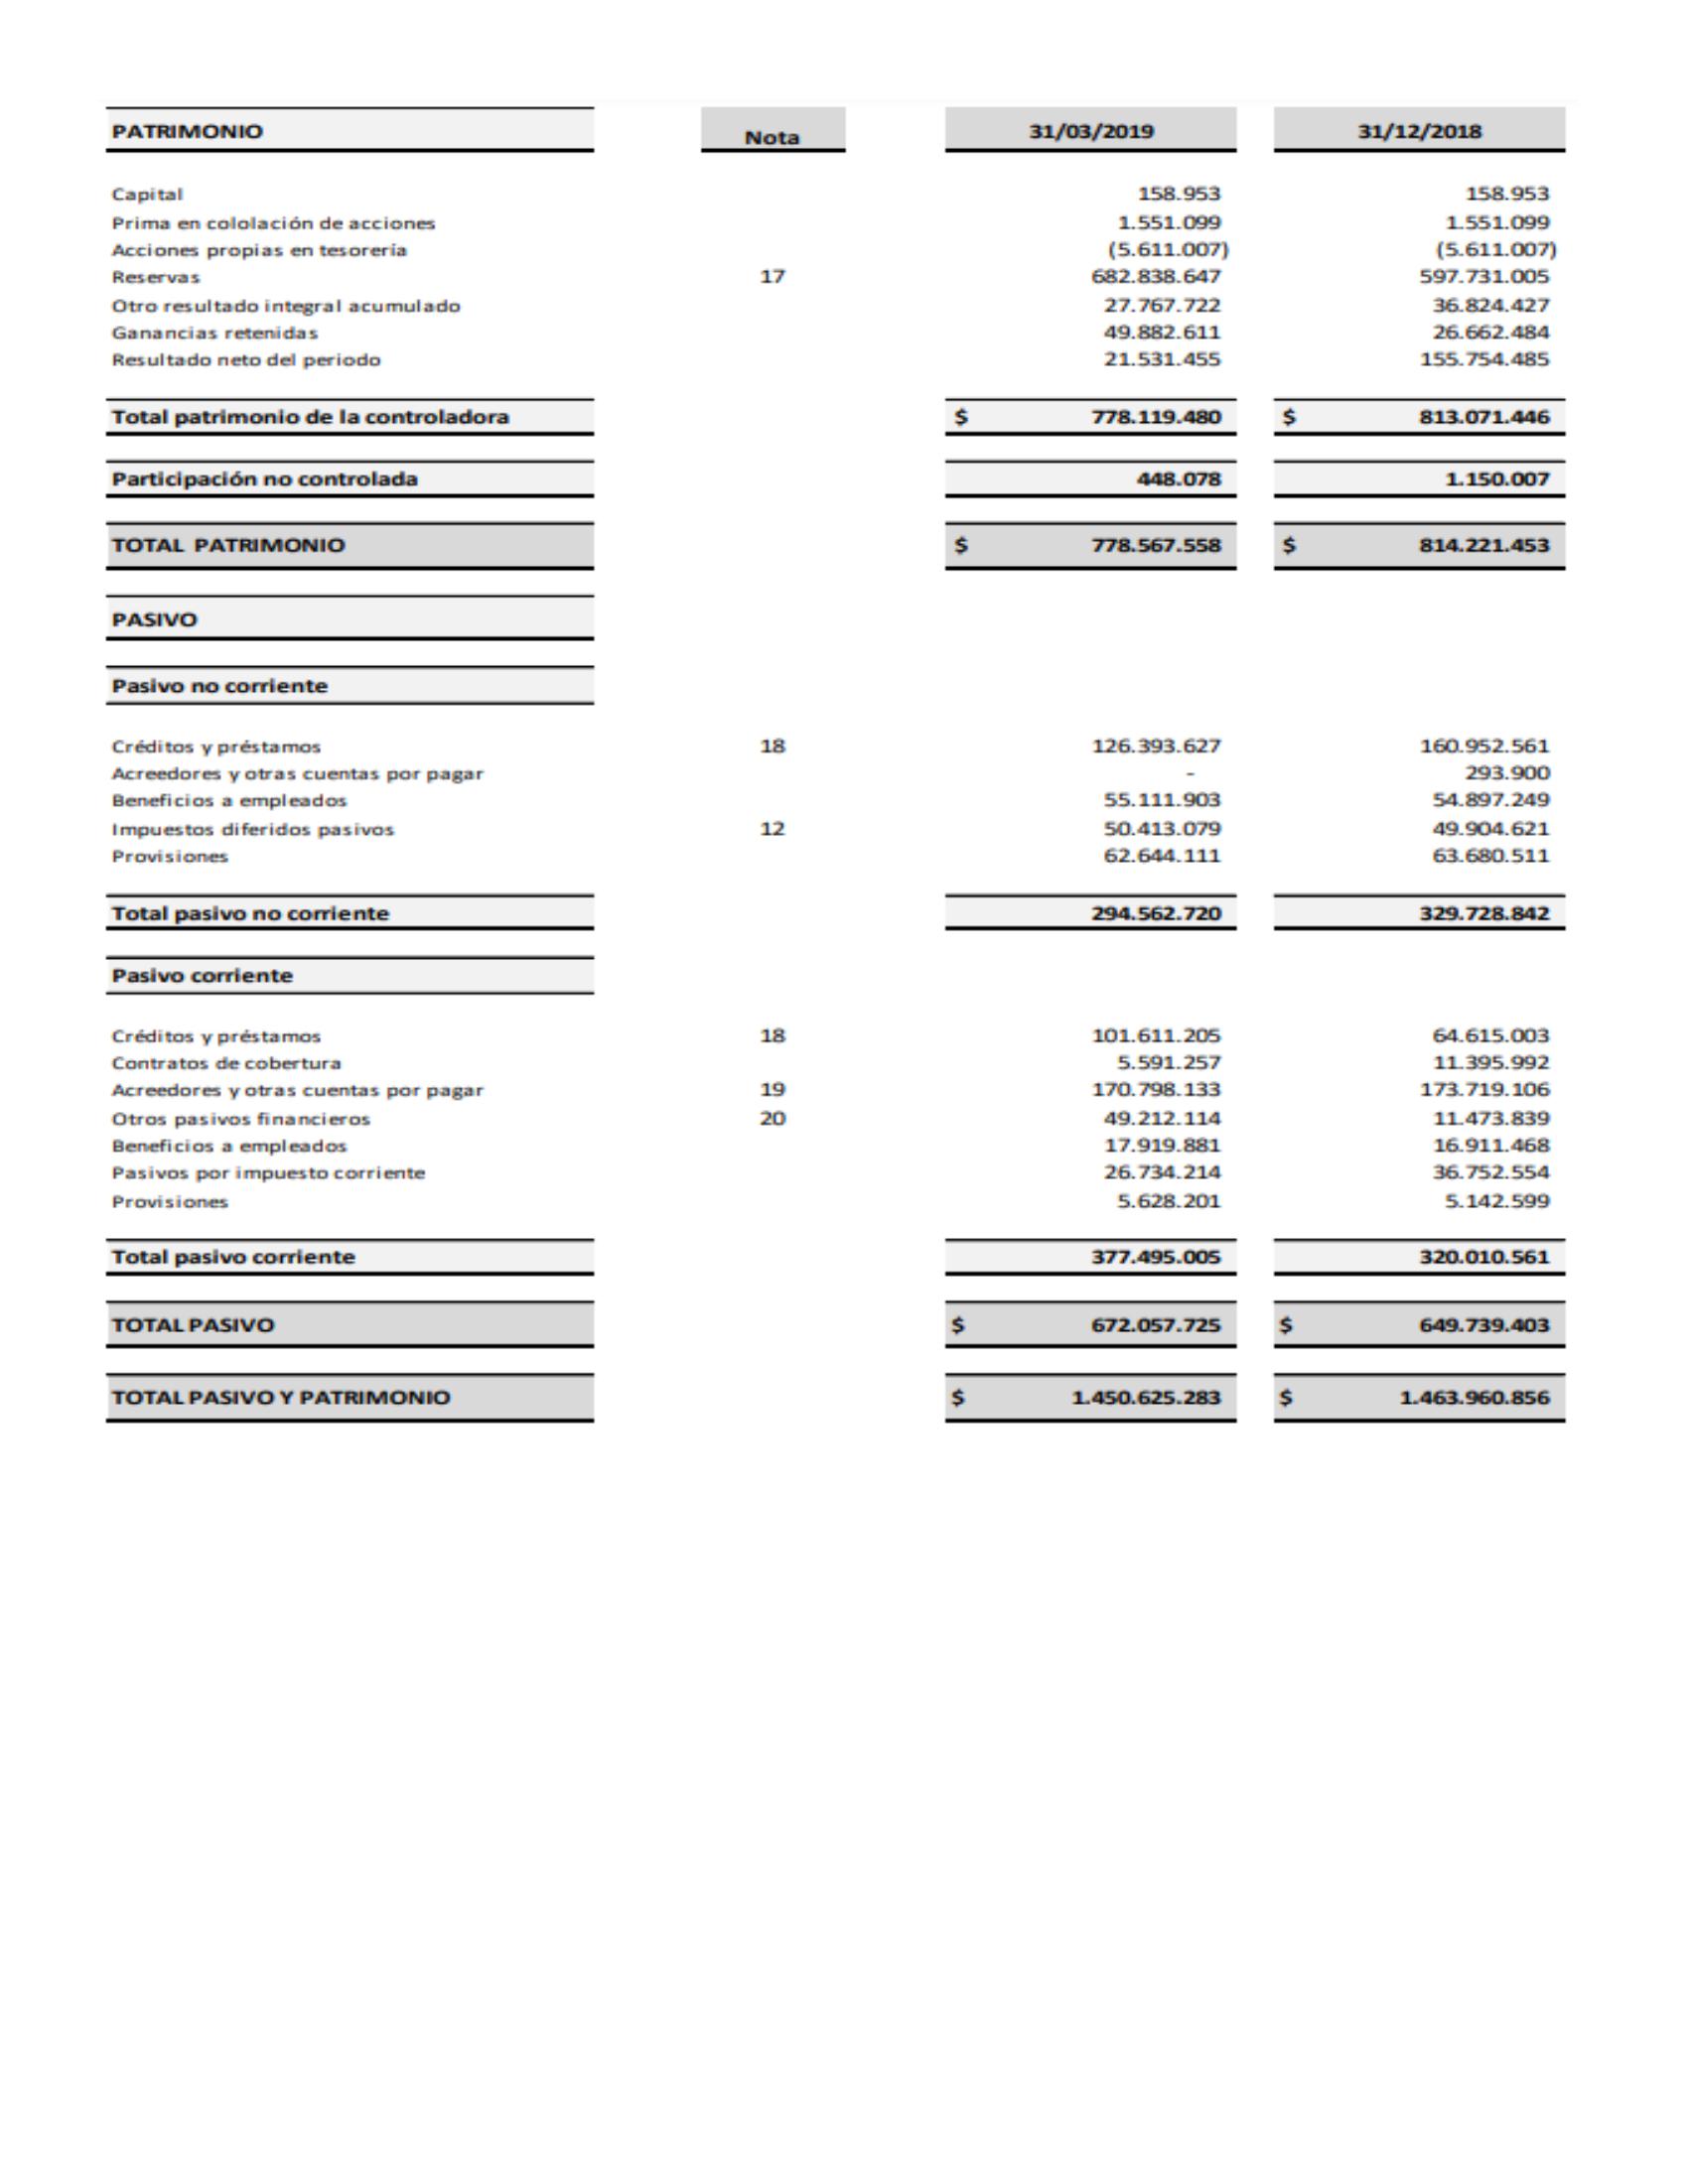 PATRIMONIO Nota 31/03/2019 31/12/2018
Capital 158.953 158.953
Prima en cololación de acciones 1.551.099 1.551.099
Acciones propias en tesorería (5.611.007) (5.611.007)
Reservas 17 682.838.647 597.731.005
Otro resultado integral acumulado 27.767.722 36.824.427
Ganancias retenidas 49.882.611 26.662.484
Resultado neto del periodo 21.531.455 155.754.485
Total patrimonio de la controladora $ 778.119.480 $ 813.071.446
Participación no controlada 448.078 1.150.007
TOTAL PATRIMONIO $ 778.567.558 $ 814.221.453
PASIVO
Pasivo no corriente
Créditos y préstamos 18 126.393.627 160.952.561
Acreedores y otras cuentas por pagar - 293.900
Beneficios a empleados 55.111.903 54.897.249
Impuestos diferidos pasivos 12 50.413.079 49.904.621
Provisiones 62.644.111 63.680.511
Total pasivo no corriente 294.562.720 329.728.842
Pasivo corriente
Créditos y préstamos 18 101.611.205 64.615.003
Contratos de cobertura 5.591.257 11.395.992
Acreedores y otras cuentas por pagar 19 170.798.133 173.719.106
Otros pasivos financieros 20 49.212.114 11.473.839
Beneficios a empleados 17.919.881 16.911.468
Pasivos por impuesto corriente 26.734.214 36.752.554
Provisiones 5.628.201 5.142.599
Total pasivo corriente 377.495.005 320.010.561
TOTAL PASIVO $ 672.057.725 $ 649.739.403
TOTAL PASIVO Y PATRIMONIO $ 1.450.625.283 $ 1.463.960.856